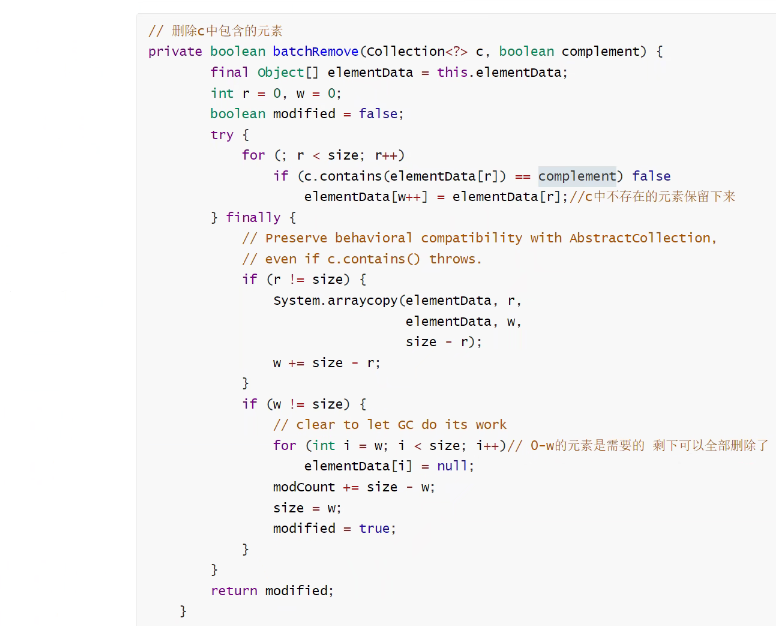 // 删除c中包含的元素
private boolean batchRemove(Collection<?> c, boolean complement) {
        final Object[] elementData = this.elementData;
        int r = 0, w = 0;
        boolean modified = false;
        try {
            for (; r < size; r++)
                if (c.contains(elementData[r]) == complement) false
                    elementData[w++] = elementData[r];//c中不存在的元素保留下来
        } finally {
            // Preserve behavioral compatibility with AbstractCollection,
            // even if c.contains() throws.
            if (r != size) {
                System.arraycopy(elementData, r,
                                 elementData, w,
                                 size - r);
                w += size - r;
            }
            if (w != size) {
                // clear to let GC do its work
                for (int i = w; i < size; i++)// 0-w的元素是需要的 剩下可以全部删除了
                    elementData[i] = null;
                modCount += size - w;
                size = w;
                modified = true;
            }
        }
        return modified;
    }